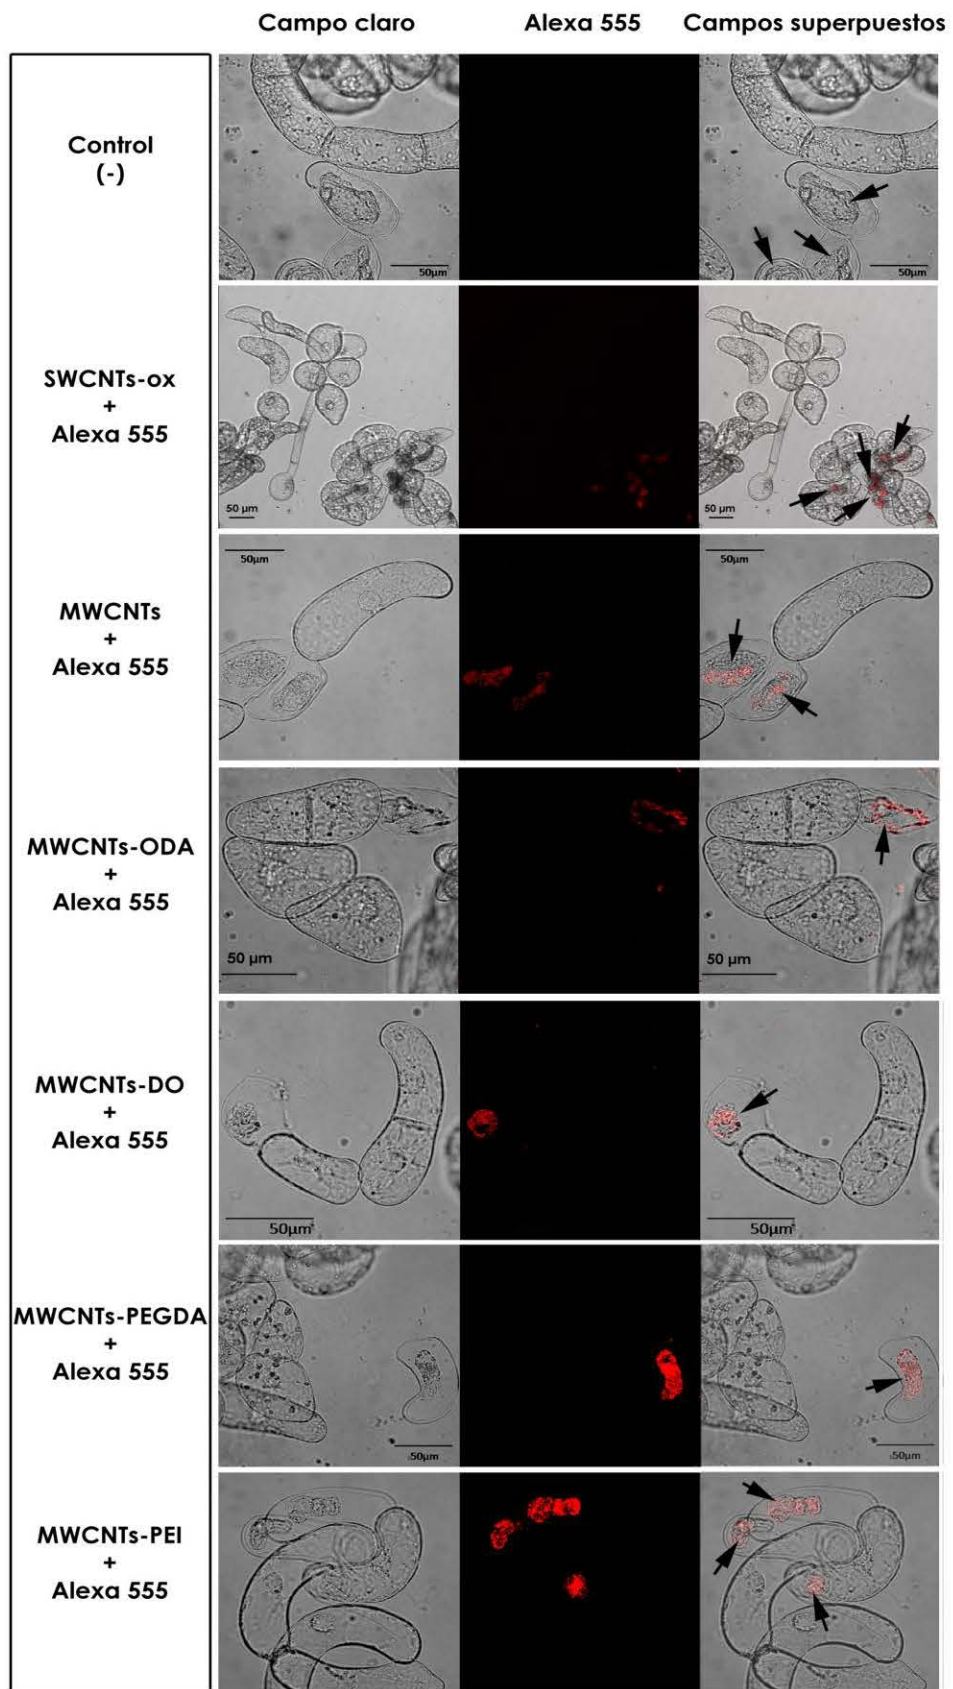 Campo claro
Alexa 555
Campos superpuestos
Control
(-)
50µm
50µm
SWCNTs-ox
+
Alexa 555
50 µm
50 µm
MWCNTs
+
Alexa 555
50µm
50µm
MWCNTs-ODA
+
Alexa 555
50 µm
50 µm
MWCNTs-DO
+
Alexa 555
50µm
50µm
MWCNTs-PEGDA
+
Alexa 555
50µm
50µm
MWCNTs-PEI
+
Alexa 555